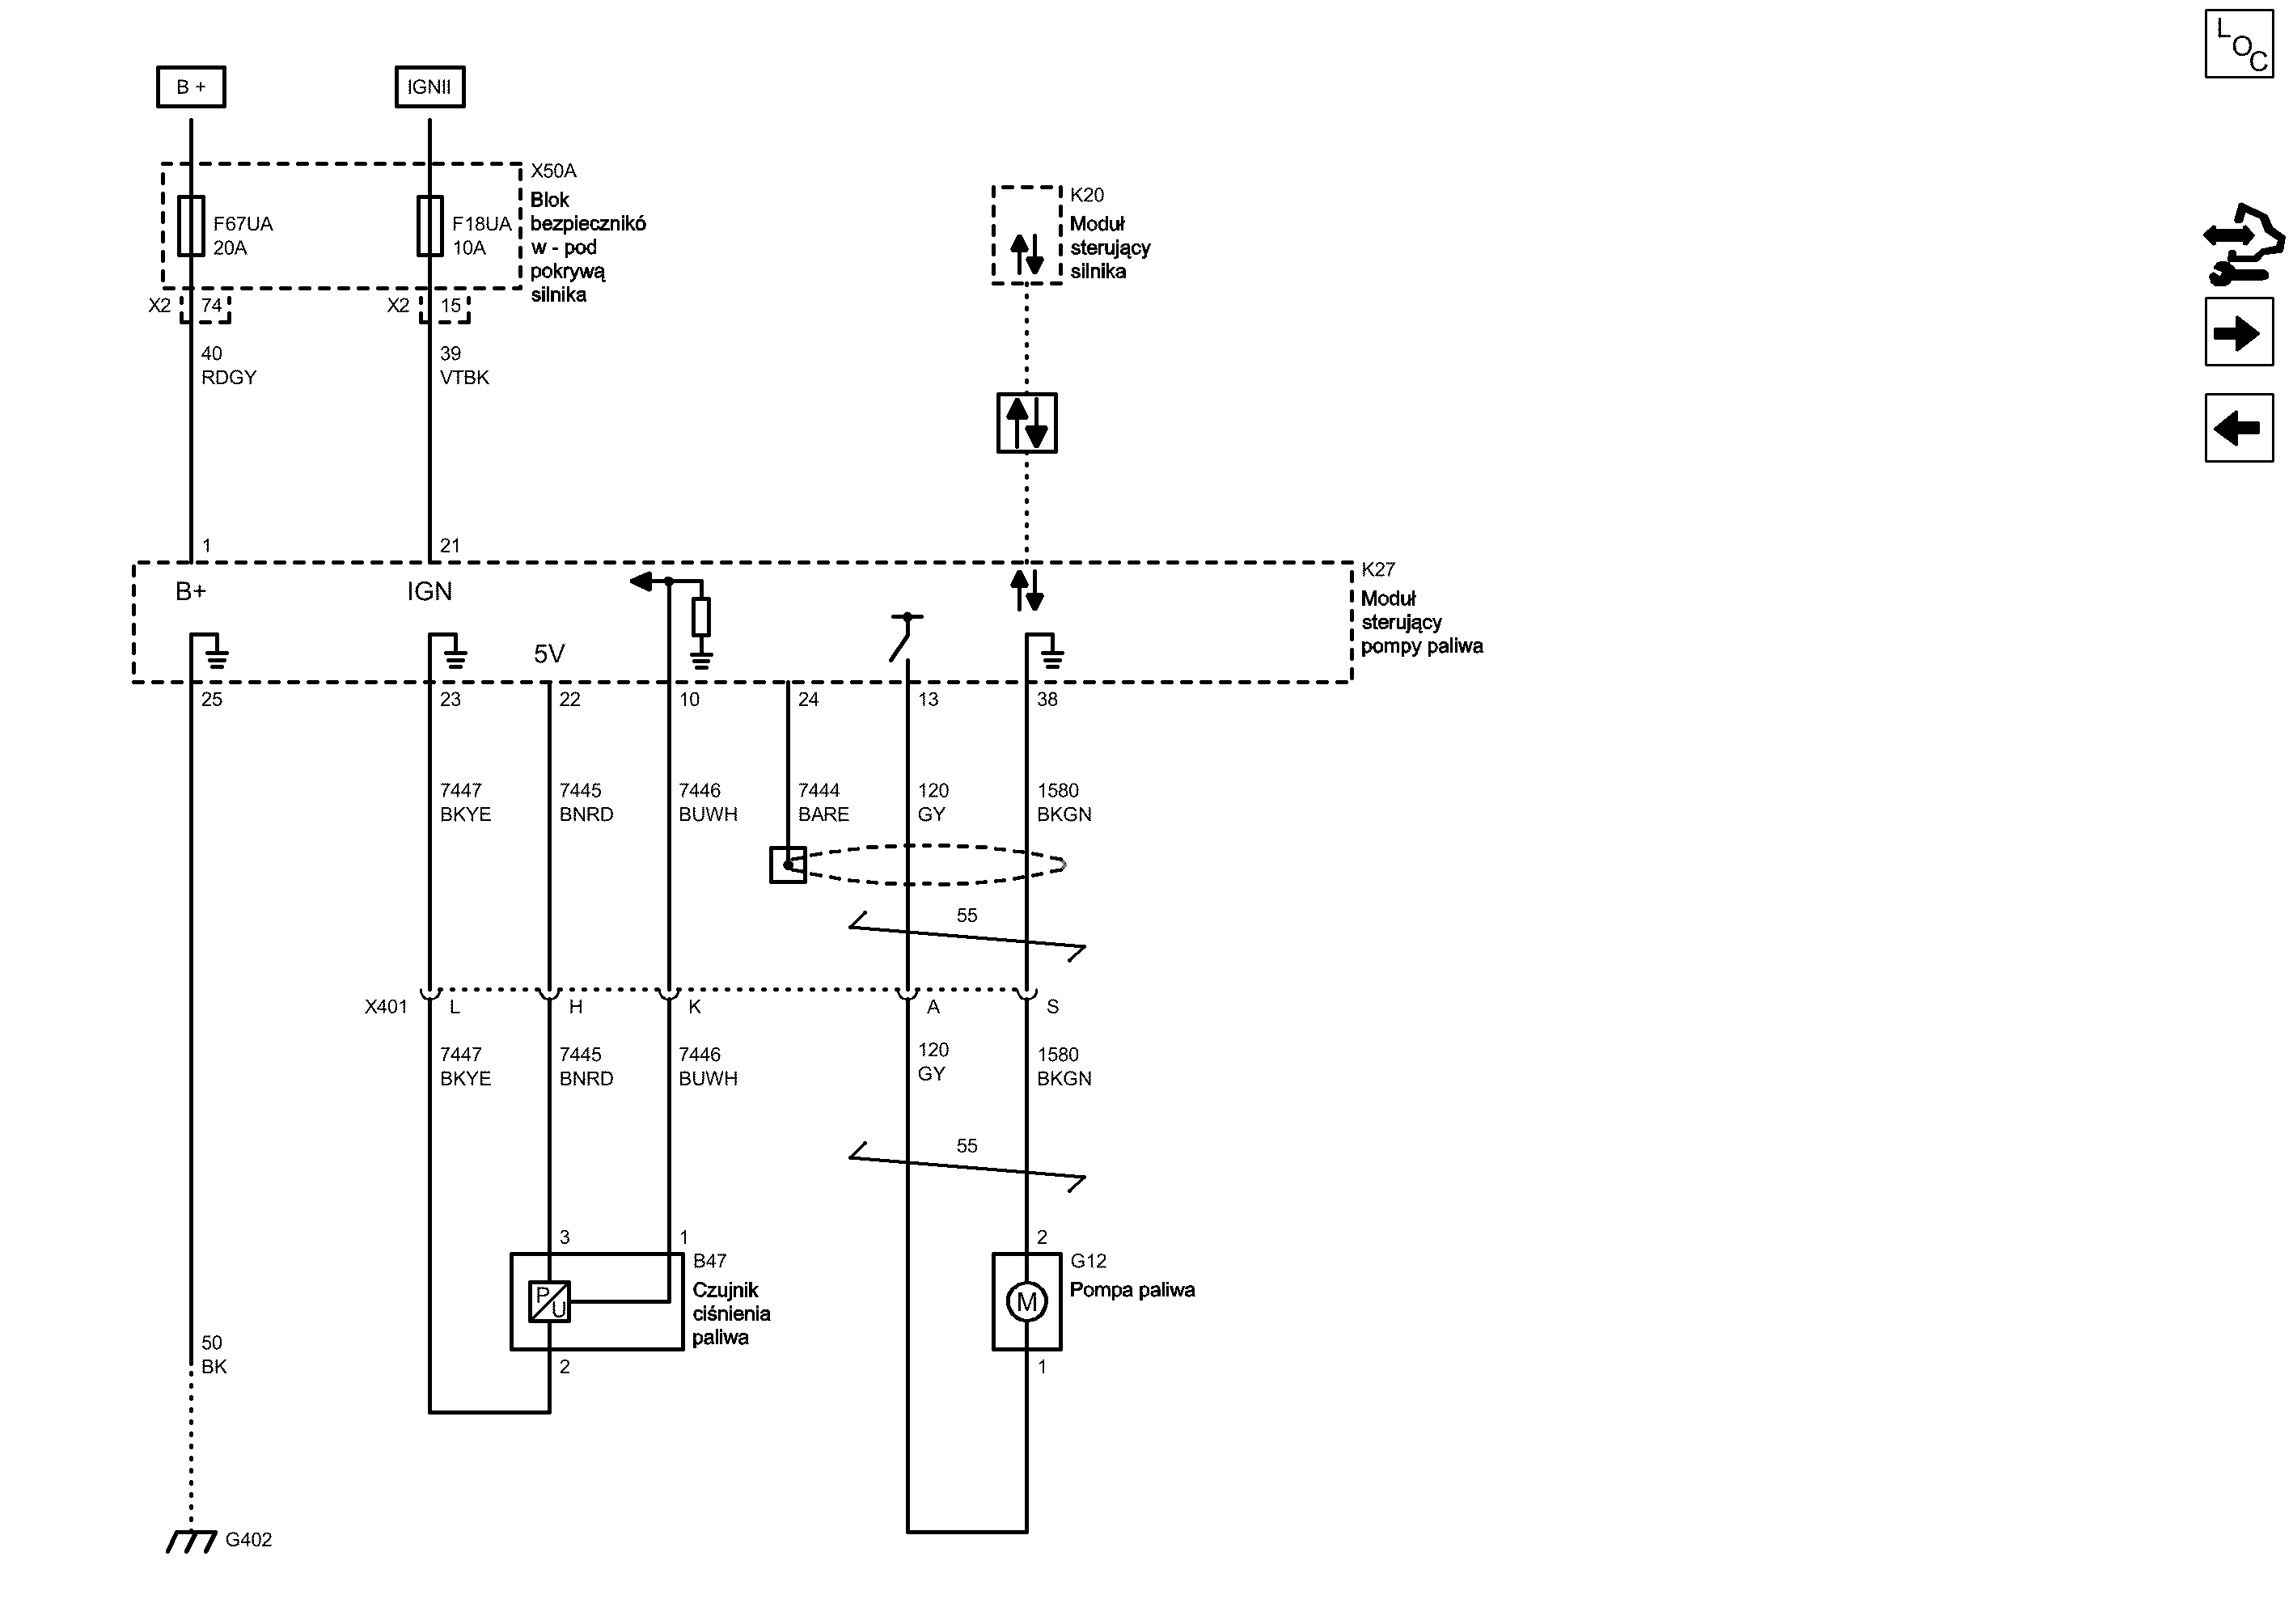 LOC
B +
IGNII
X50A
Blok
bezpiecznikó
w - pod
pokrywą
silnika
F67UA
20A
F18UA
10A
K20
Moduł
sterujący
silnika
X2
74
X2
15
40
RDGY
39
VTBK
1
21
K27
Moduł
sterujący
pompy paliwa
B+
IGN
5V
25
23
22
10
24
13
38
7447
BKYE
7445
BNRD
7446
BUWH
7444
BARE
120
GY
1580
BKGN
55
X401
L
H
K
A
S
7447
BKYE
7445
BNRD
7446
BUWH
120
GY
1580
BKGN
55
3
1
2
B47
Czujnik
ciśnienia
paliwa
P
U
G12
Pompa paliwa
M
2
1
50
BK
G402